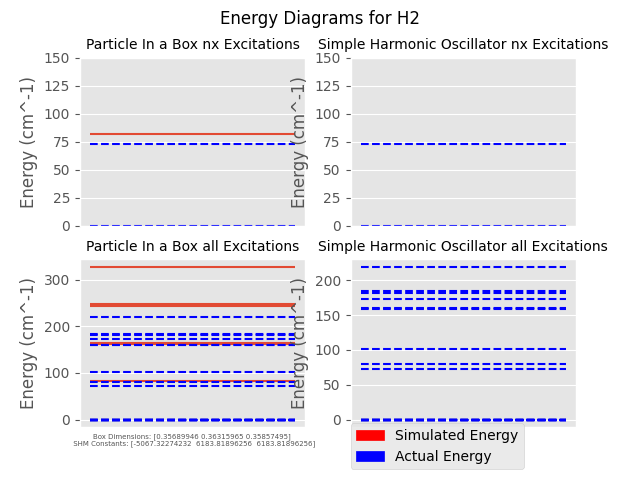 Energy Diagrams for H2
Particle In a Box nx Excitations
Simple Harmonic Oscillator nx Excitations
150
125
100
75
50
25
0
Energy (cm^-1)
150
125
100
75
50
25
0
Energy (cm^-1)
Particle In a Box all Excitations
Simple Harmonic Oscillator all Excitations
300
200
100
0
Energy (cm^-1)
200
150
100
50
0
Energy (cm^-1)
Box Dimensions: [0.35689946 0.36315965 0.35857495]
SHM Constants: [-5067.32274232 6183.81896256 6183.81896256]
Simulated Energy
Actual Energy